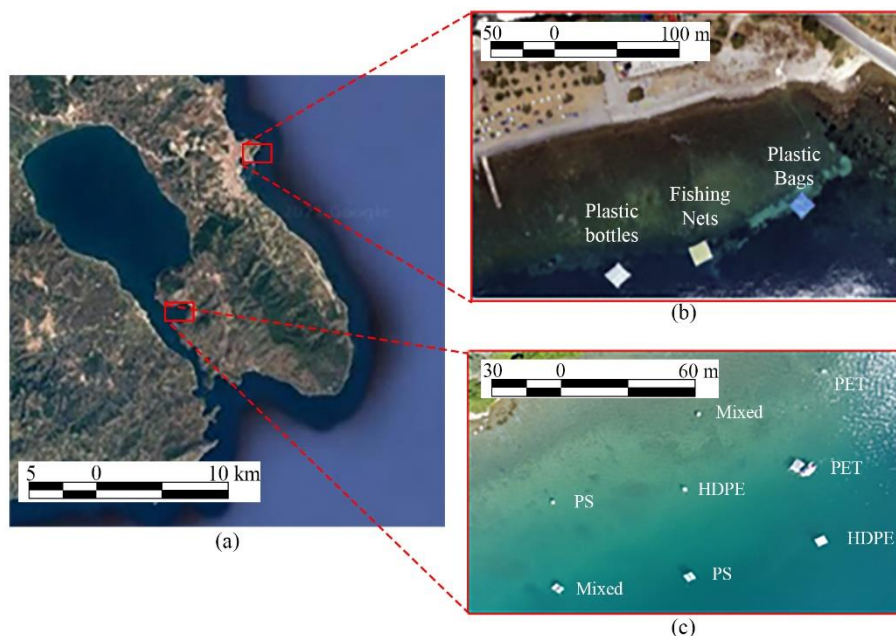 50 0 100 m
Plastic
Bags
Fishing
Nets
Plastic
bottles
(b)
5 0 10 km
(a)
30 0 60 m
PET
Mixed
PET
HDPE
PS
HDPE
PS
Mixed
(c)